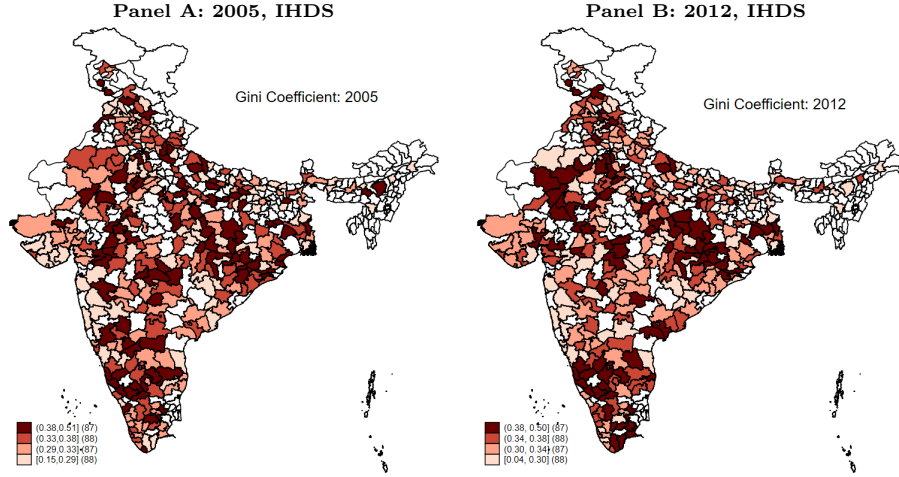 Panel A: 2005, IHDS
Panel B: 2012, IHDS
Gini Coefficient: 2005
Gini Coefficient: 2012
(0.38,0.51] (87)
(0.33,0.38] (88)
(0.29,0.33] (87)
[0.15,0.29] (88)
(0.38, 0.50] (87)
(0.34, 0.38] (88)
(0.30, 0.34] (87)
[0.04, 0.30] (88)